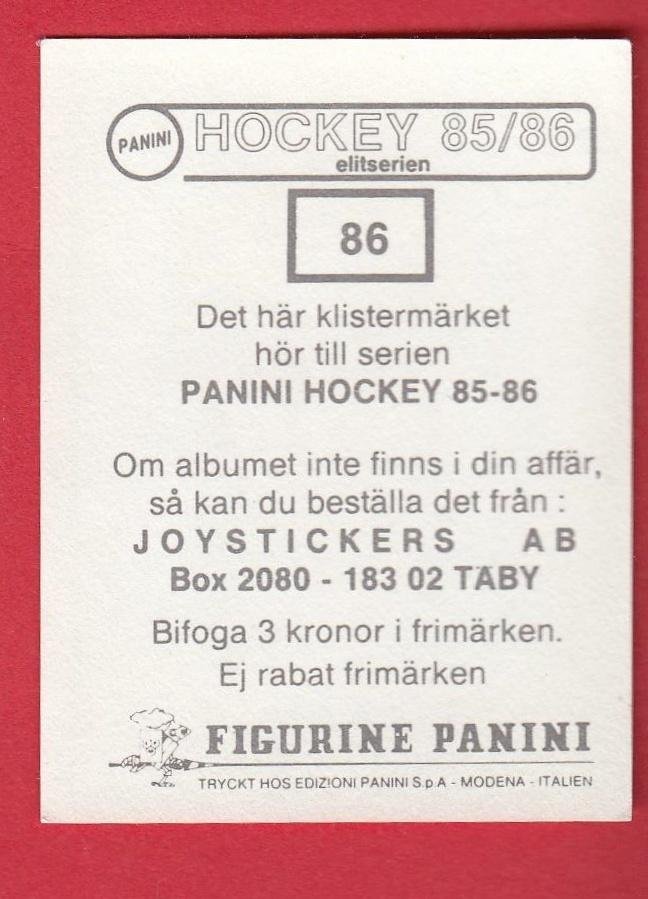 PANINI HOCKEY 85/86
elitserien
86
Det här klistermärket
hör till serien
PANINI HOCKEY 85-86
Om albumet inte finns i din affär,
så kan du beställa det från :
JOYSTICKERS AB
Box 2080 - 183 02 TÄBY
Bifoga 3 kronor i frimärken.
Ej rabat frimärken
FIGURINE PANINI
TRYCKT HOS EDIZIONI PANINI S.p.A - MODENA - ITALIEN